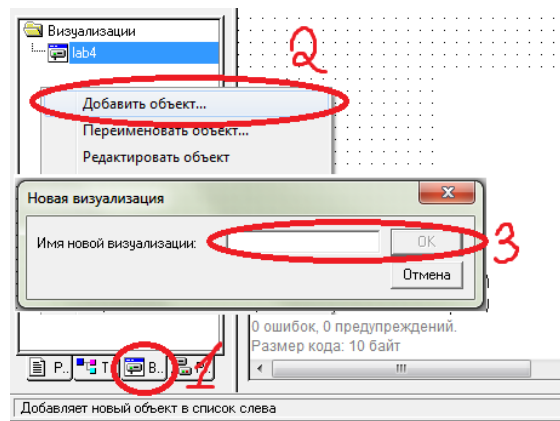 Визуализации
lab4
2
Добавить объект...
Переименовать объект...
Редактировать объект
Новая визуализация
Имя новой визуализации:
OK
3
Отмена
0 ошибок, 0 предупреждений.
Размер кода: 10 байт
Р.. В..
1
Добавляет новый объект в список слева